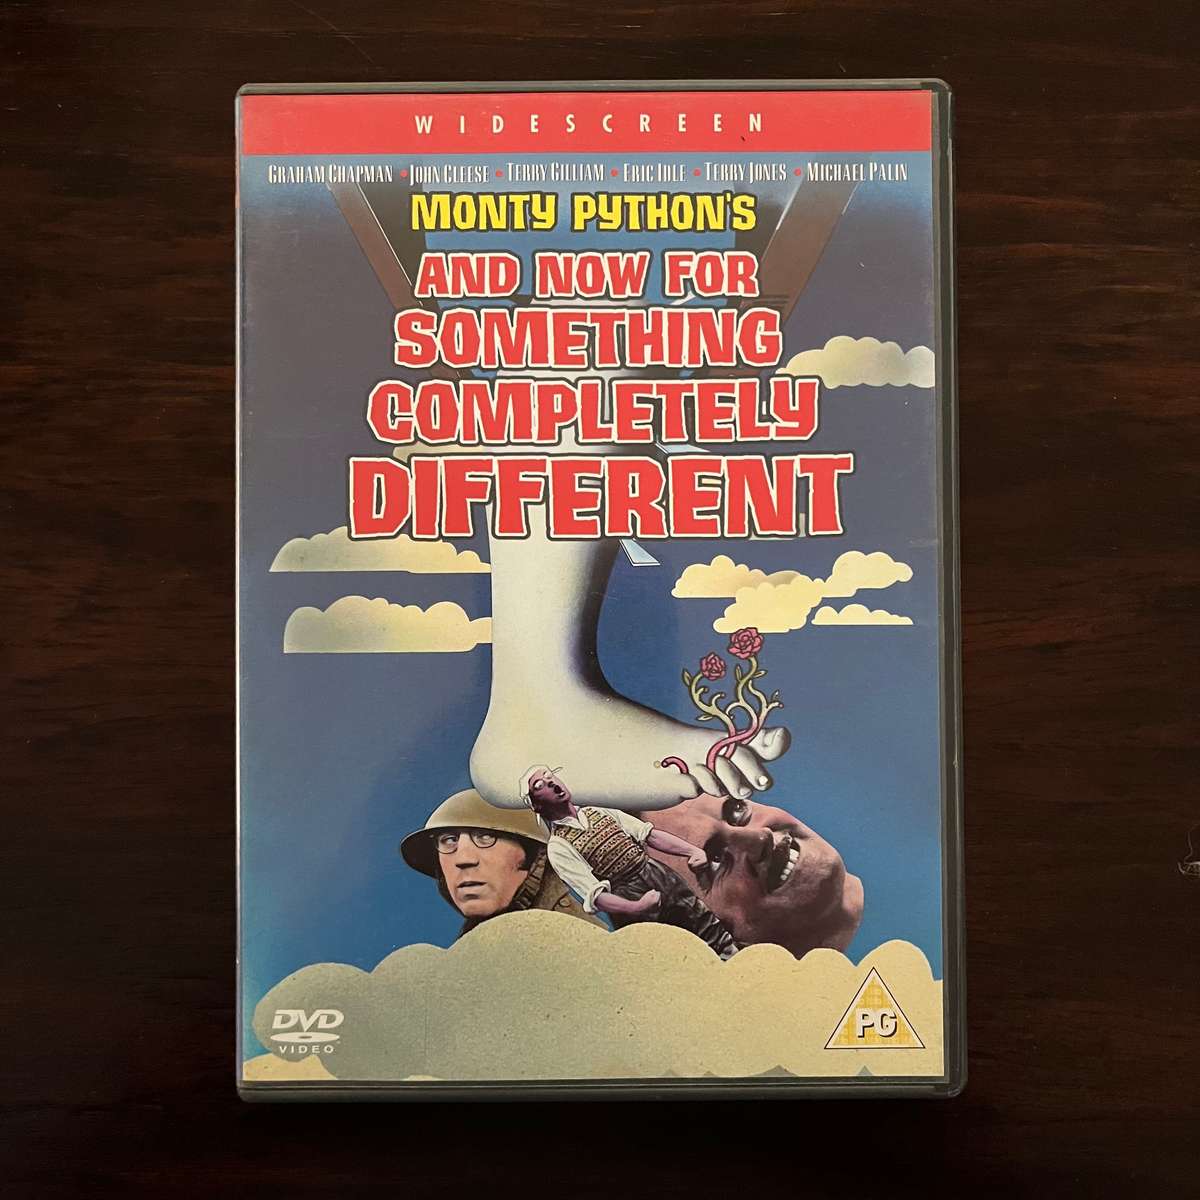 WIDESCREEN
GRAHAM CHAPMAN • JOHN CLEESE • TERRY GILLIAM • ERIC IDLE • TERRY JONES • MICHAEL PALIN
MONTY PYTHON'S
AND NOW FOR
SOMETHING
COMPLETELY
DIFFERENT
DVD
VIDEO
PG